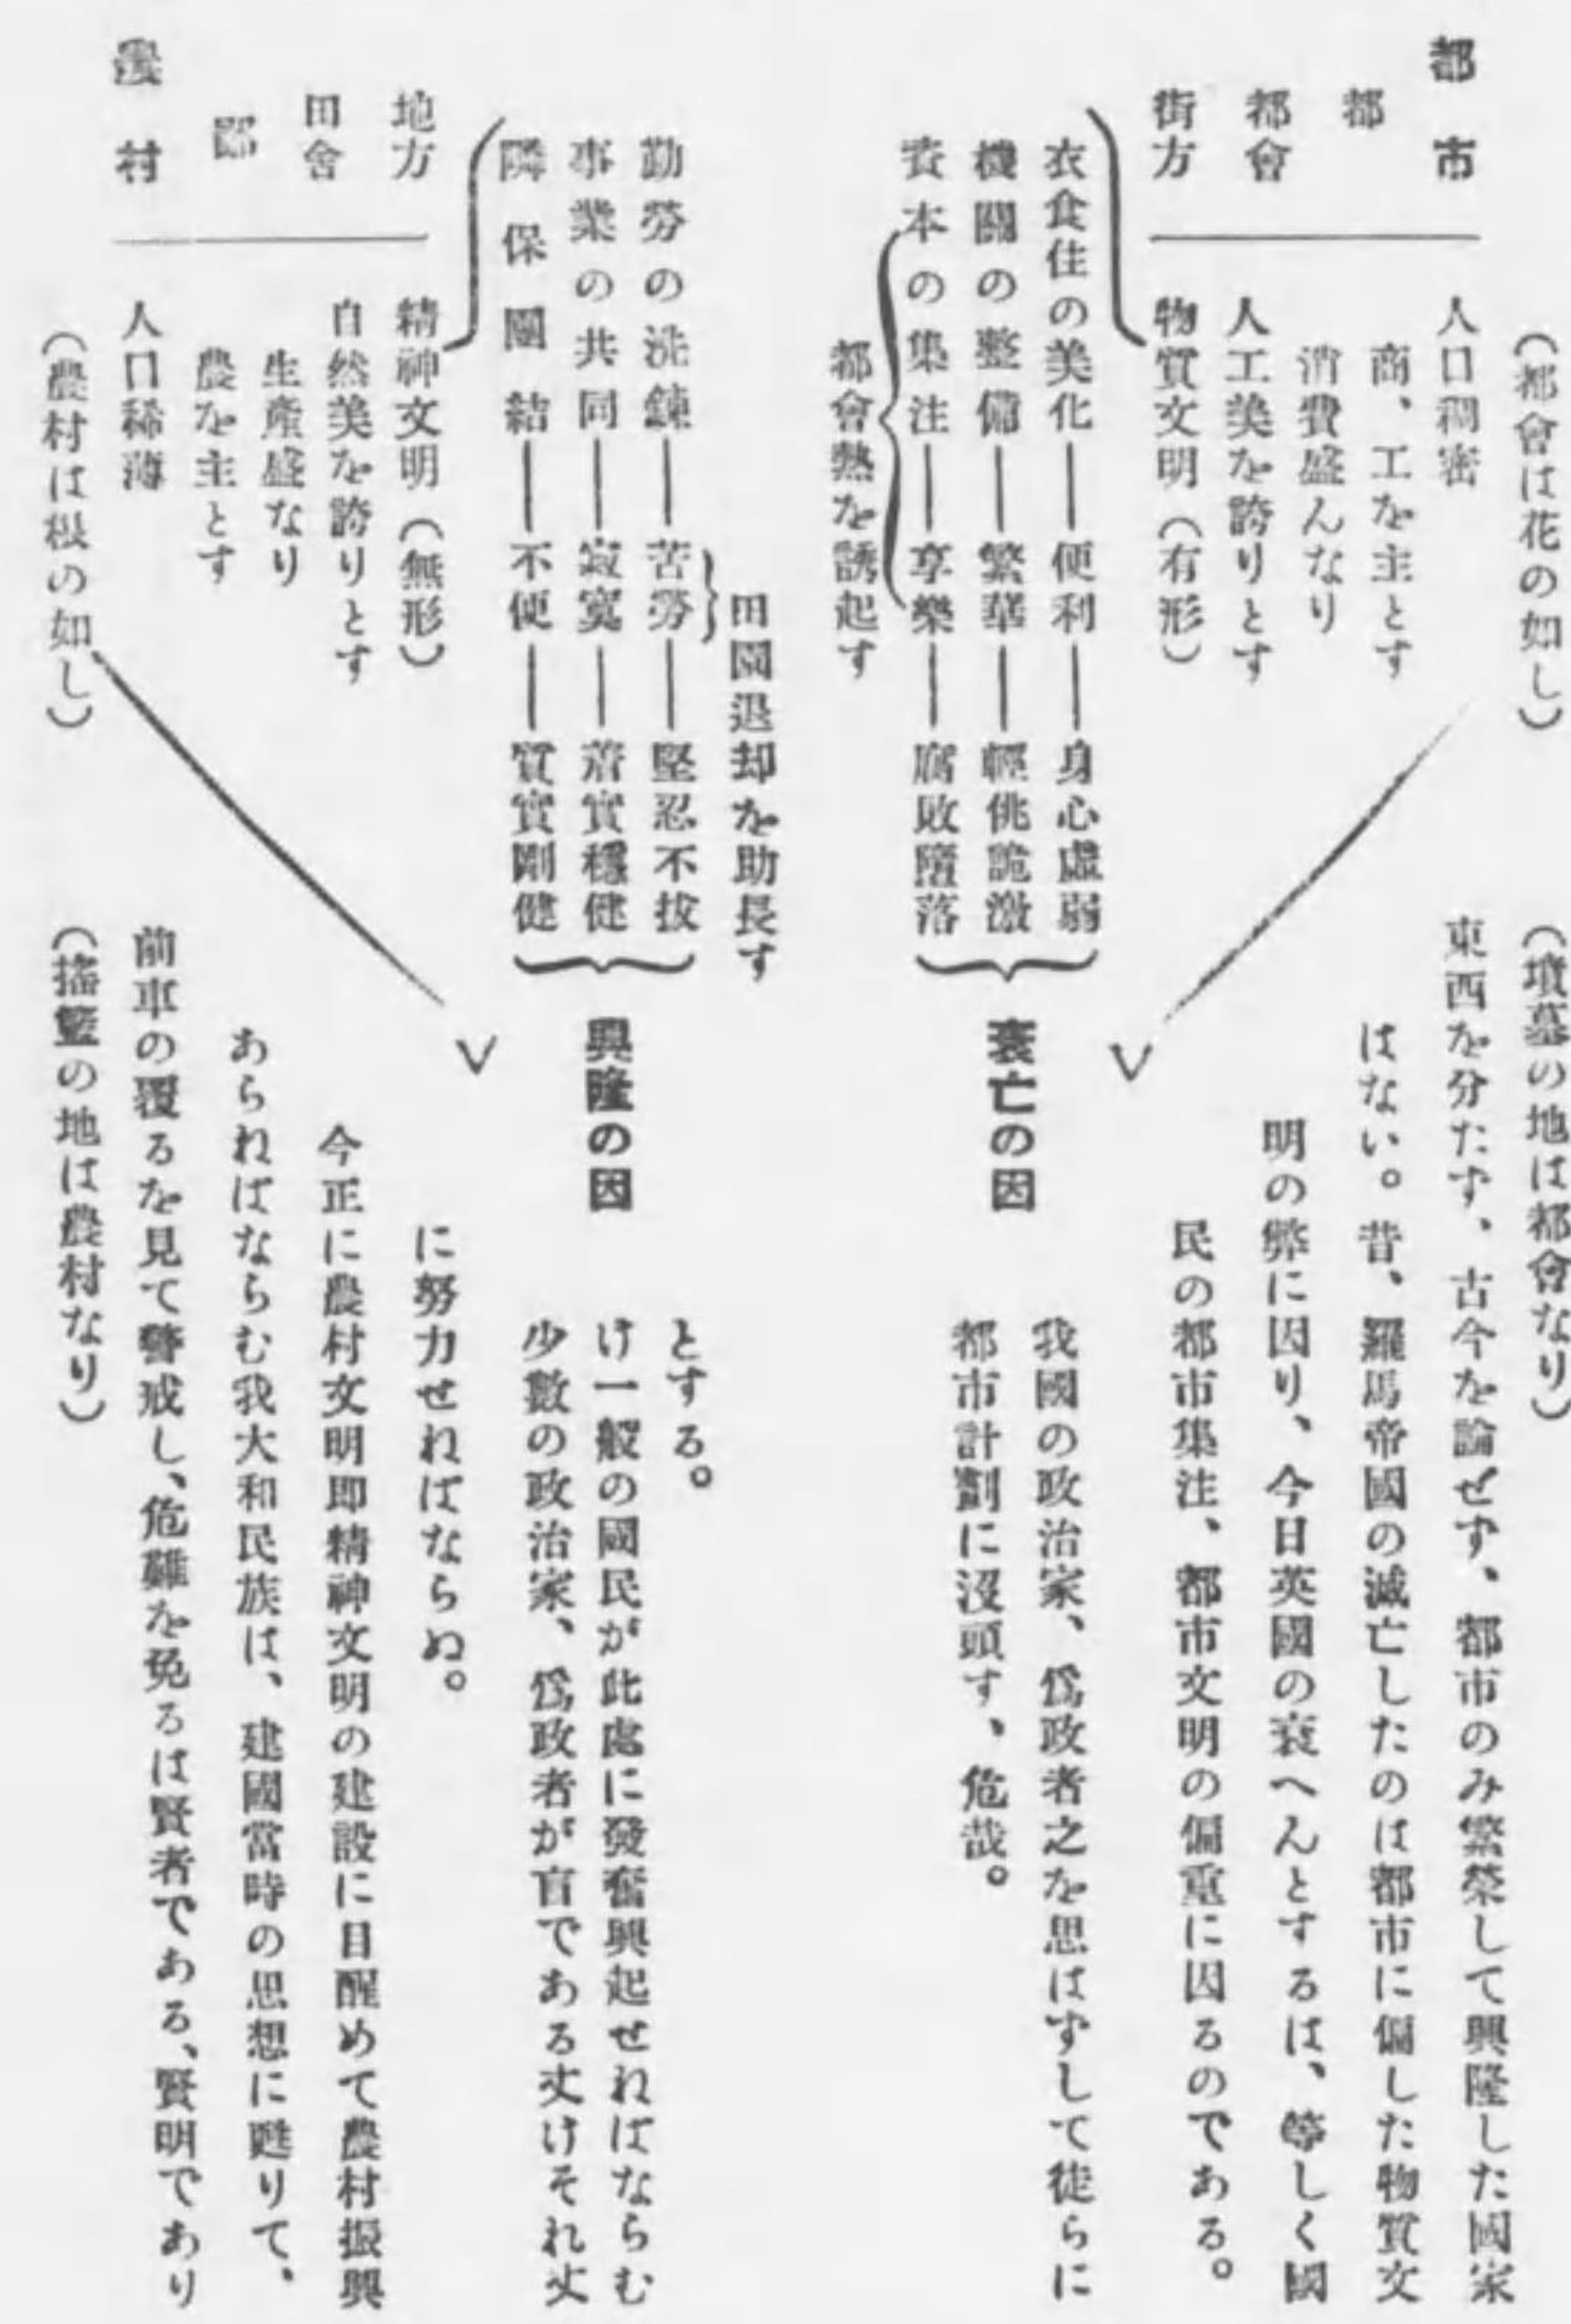 (都會は花の如し)
(墳墓の地は都會なり)
都市
都
都會
街方
人口稠密
商、工を主とす
消費盛んなり
人工美を誇りとす
物質文明(有形)
東西を分たず、古今を論ぜず、都市のみ繁榮して興隆した國家
はない。昔、羅馬帝國の滅亡したのは都市に偏した物質文
明の弊に因り、今日英國の衰へんとするは、等しく國
民の都市集注、都市文明の偏重に因るのである。
衣食住の美化――便利――身心虛弱
機關の整備――繁華――輕佻詭激
資本の集注――享樂――腐敗墮落
都會熱を誘起す
衰亡の因
我國の政治家、爲政者之を思はずして徒らに
都市計劃に沒頭す、危哉。
田園退却を助長す
勤勞の洗鍊――苦勞――堅忍不拔
事業の共同――寂寞――着實穩健
隣保團結――不便――質實剛健
興隆の因
とする。
け一般の國民が此處に發奮興起せねばならむ
少數の政治家、爲政者が盲である丈けそれ丈
に努力せねばならぬ。
今正に農村文明卽精神文明の建設に目醒めて農村振興
あらねばならむ我大和民族は、建國當時の思想に甦りて、
前車の覆るを見て警戒し、危難を免るは賢者である、賢明であり
地方
田舍
鄙
農村
精神文明(無形)
自然美を誇りとす
生產盛なり
農を主とす
人口稀薄
(農村は根の如し)
(搖籃の地は農村なり)